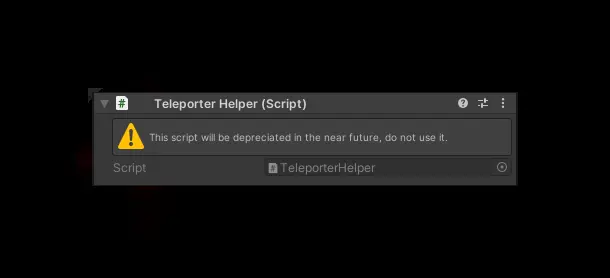 Teleporter Helper (Script)
This script will be depreciated in the near future, do not use it.
Script TeleporterHelper